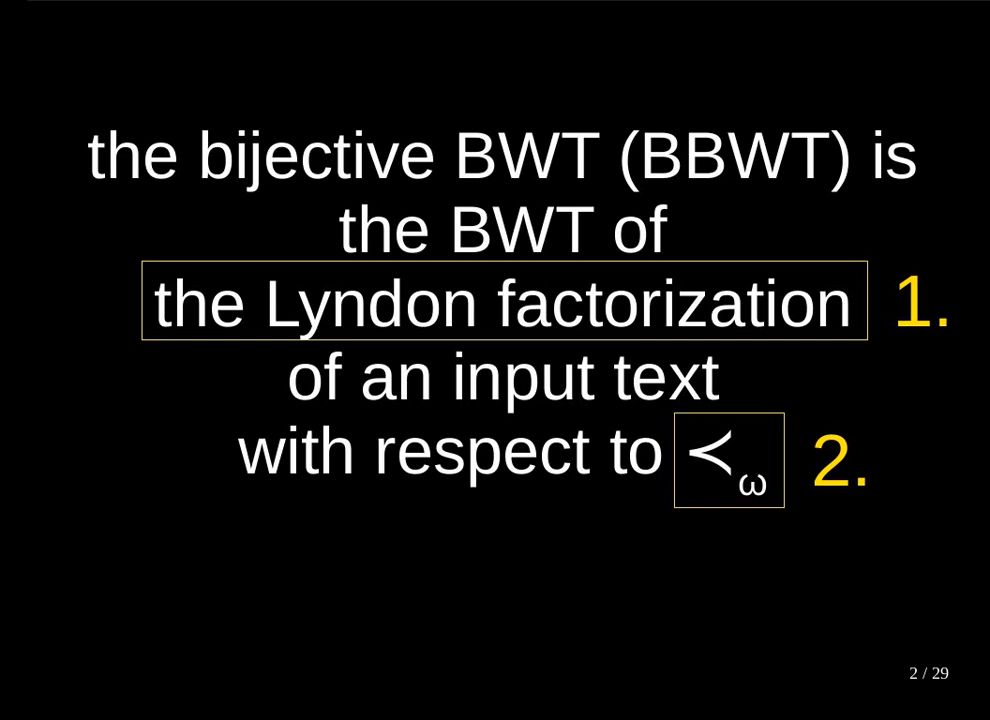 the bijective BWT (BBWT) is
the BWT of
the Lyndon factorization 1.
of an input text
with respect to ≺ω 2.
2 / 29